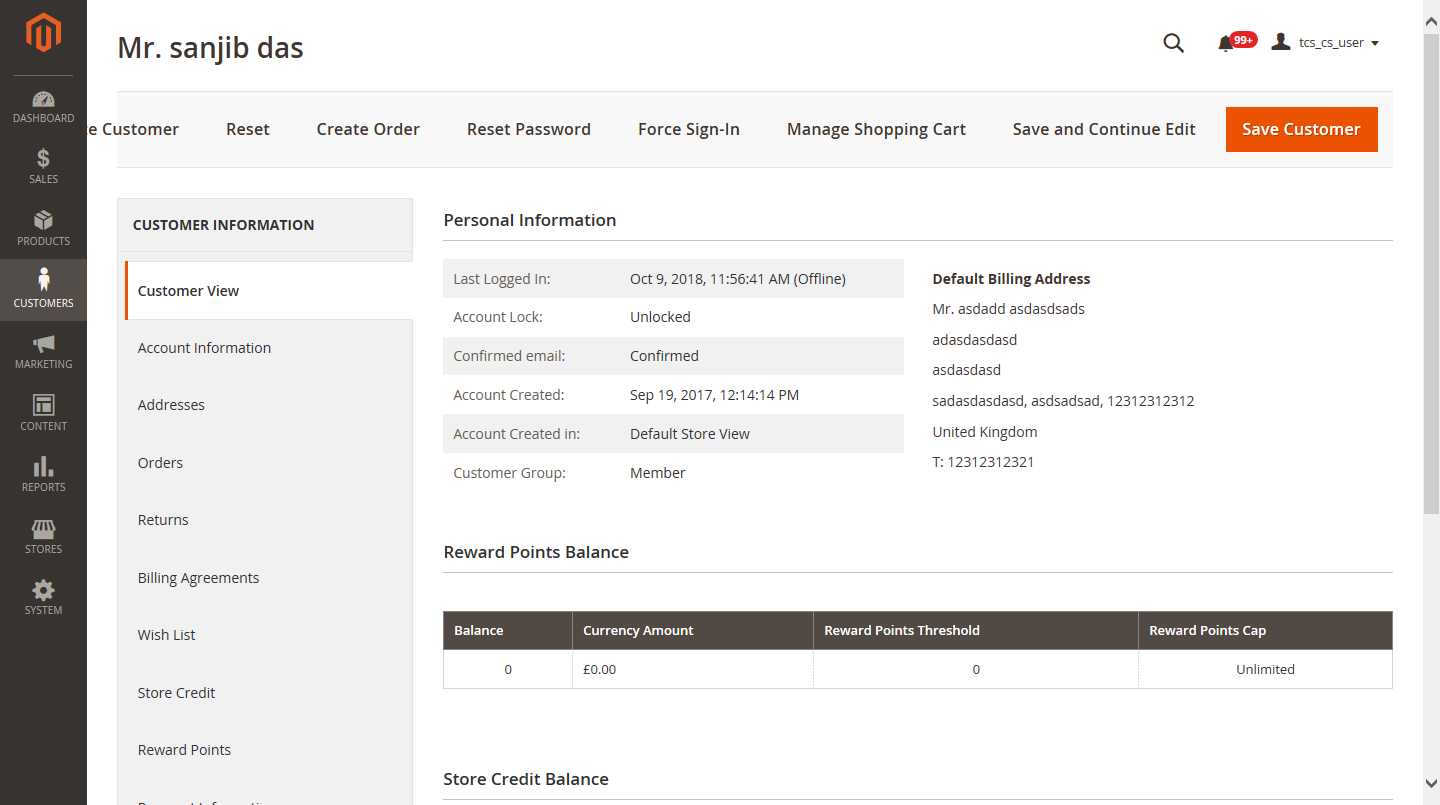 Mr. sanjib das
99+
tcs_cs_user
DASHBOARD
SALES
PRODUCTS
CUSTOMERS
MARKETING
CONTENT
REPORTS
STORES
SYSTEM
Customer
Reset
Create Order
Reset Password
Force Sign-In
Manage Shopping Cart
Save and Continue Edit
Save Customer
CUSTOMER INFORMATION
Customer View
Account Information
Addresses
Orders
Returns
Billing Agreements
Wish List
Store Credit
Reward Points
Personal Information
Last Logged In: Oct 9, 2018, 11:56:41 AM (Offline)
Account Lock: Unlocked
Confirmed email: Confirmed
Account Created: Sep 19, 2017, 12:14:14 PM
Account Created in: Default Store View
Customer Group: Member
Default Billing Address
Mr. asdadd asdasdsads
adasdasdasd
asdasdasd
sadasdasdasd, asdsadsad, 12312312312
United Kingdom
T: 12312312321
Reward Points Balance
Balance Currency Amount Reward Points Threshold Reward Points Cap
0 £0.00 0 Unlimited
Store Credit Balance